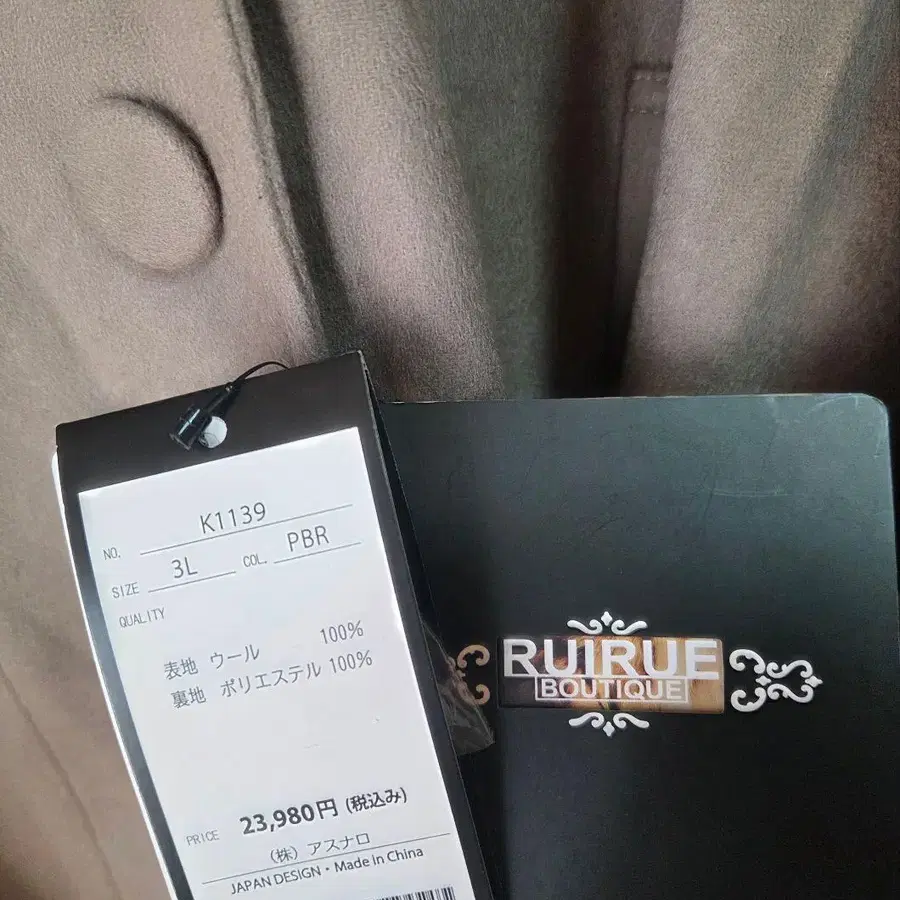 NO. K1139
SIZE 3L COL. PBR
QUALITY
表地 ウール 100%
裏地 ポリエステル 100%
PRICE 23,980円 (税込み)
(株) アスナロ
JAPAN DESIGN・Made in China
RUIRUE
BOUTIQUE